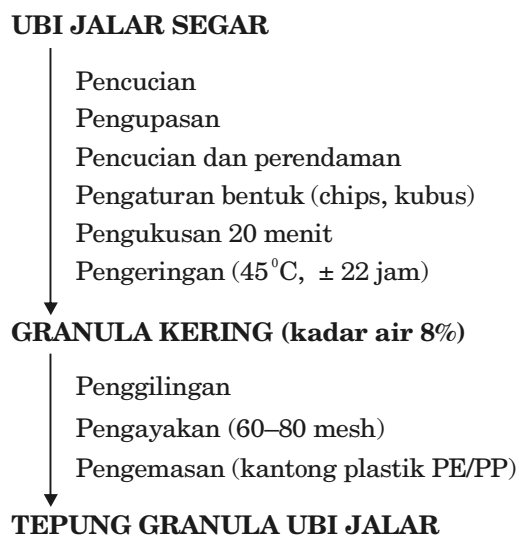 UBI JALAR SEGAR
Pencucian
Pengupasan
Pencucian dan perendaman
Pengaturan bentuk (chips, kubus)
Pengukusan 20 menit
Pengeringan (45⁰C, ± 22 jam)
GRANULA KERING (kadar air 8%)
Penggilingan
Pengayakan (60–80 mesh)
Pengemasan (kantong plastik PE/PP)
TEPUNG GRANULA UBI JALAR